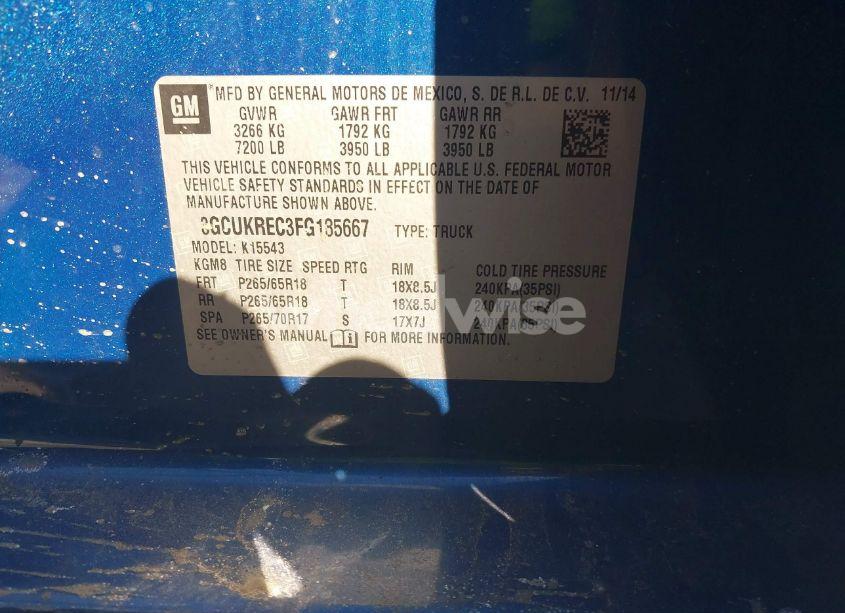 GM
MFD BY GENERAL MOTORS DE MEXICO, S. DE R.L. DE C.V. 11/14
GVWR GAWR FRT GAWR RR
3266 KG 1792 KG 1792 KG
7200 LB 3950 LB 3950 LB
THIS VEHICLE CONFORMS TO ALL APPLICABLE U.S. FEDERAL MOTOR
VEHICLE SAFETY STANDARDS IN EFFECT ON THE DATE OF
MANUFACTURE SHOWN ABOVE.
3GCUKREC3FG185667 TYPE: TRUCK
MODEL: K15543
KGM8 TIRE SIZE SPEED RTG RIM COLD TIRE PRESSURE
FRT P265/65R18 T 18X8.5J 240KPA(35PSI)
RR P265/65R18 T 18X8.5J 240KPA(35PSI)
SPA P265/70R17 S 17X7J 240KPA(35PSI)
SEE OWNER'S MANUAL FOR MORE INFORMATION.